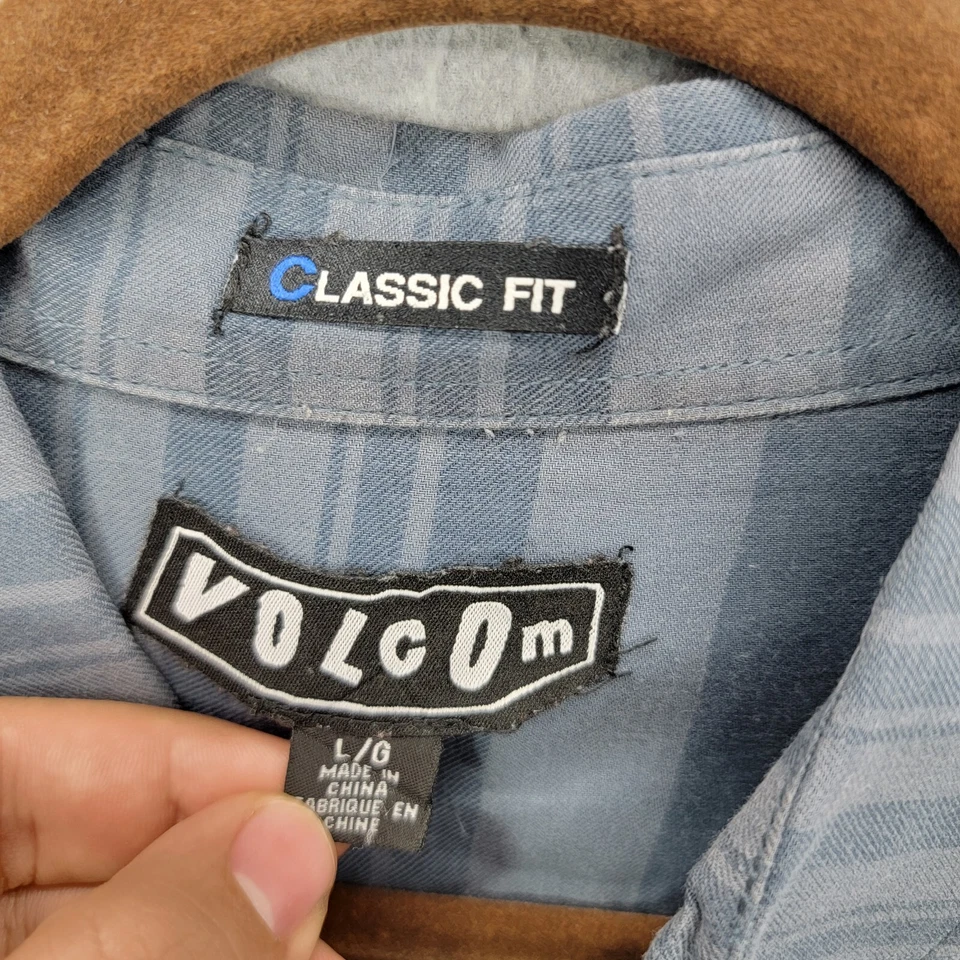 CLASSIC FIT
VOLCOM
L/G
MADE IN
CHINA
FABRIQUE EN
CHINE